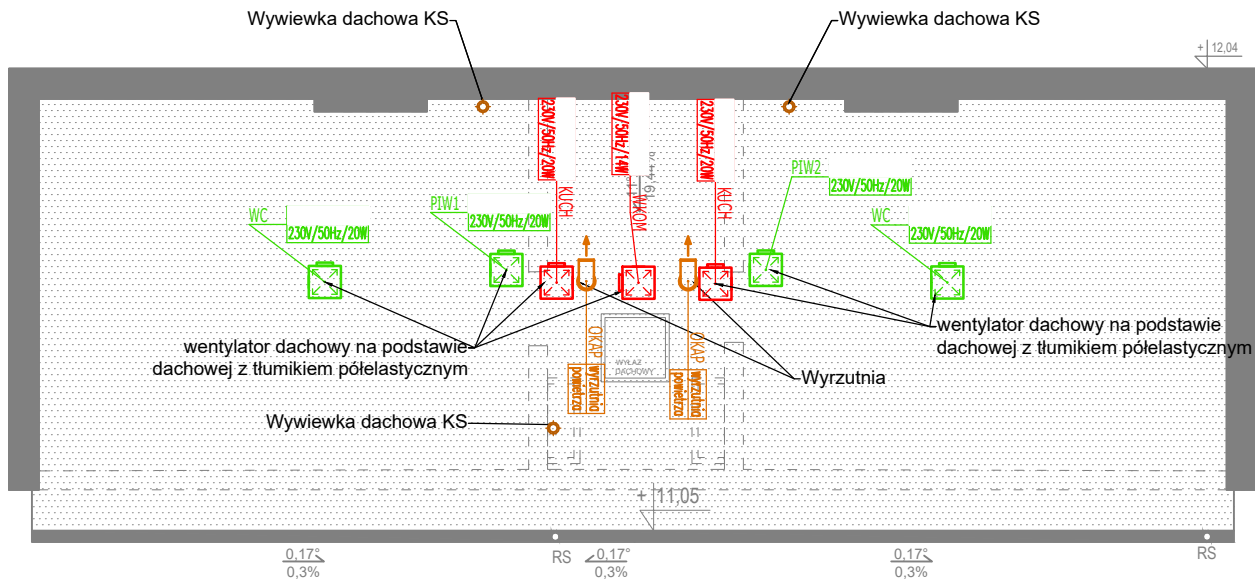 Wywiewka dachowa KS
Wywiewka dachowa KS
+ 12,04
230V/50Hz/20W
230V/50Hz/14W
230V/50Hz/20W
KUCH
WKOM
KUCH
PIW2
230V/50Hz/20W
WC
230V/50Hz/20W
PIW1
230V/50Hz/20W
WC
230V/50Hz/20W
wentylator dachowy na podstawie
dachowej z tłumikiem półelastycznym
wentylator dachowy na podstawie
dachowej z tłumikiem półelastycznym
OKAP
OKAP
WYŁAZ
DACHOWY
Wyrzutnia
wyrzutnia
powietrza
wyrzutnia
powietrza
Wywiewka dachowa KS
+ 11,05
RS
RS
0,17°
0,3%
0,17°
0,3%
0,17°
0,3%